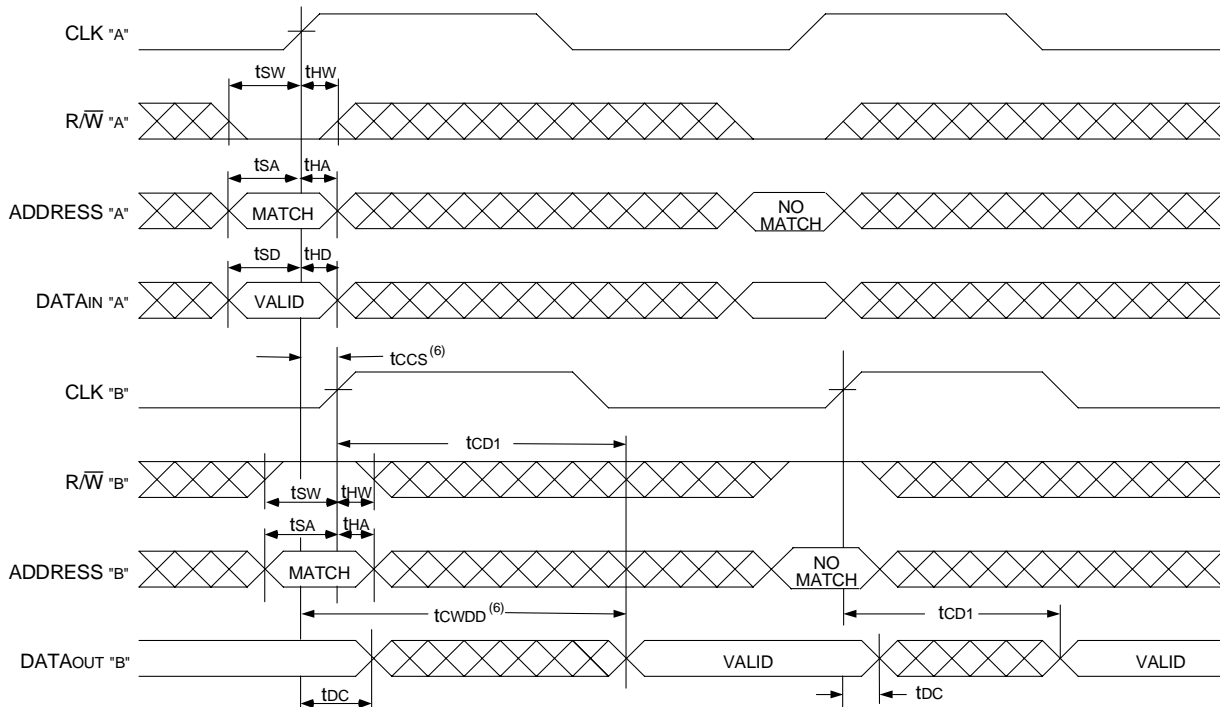 CLK "A"
tSW tHW
R/W̅ "A"
tSA tHA
ADDRESS "A" MATCH NO MATCH
tSD tHD
DATAIN "A" VALID
tCCS(6)
CLK "B"
tCD1
R/W̅ "B"
tSW tHW
tSA tHA
ADDRESS "B" MATCH NO MATCH
tCWDD(6) tCD1
DATAOUT "B" VALID VALID
tDC tDC